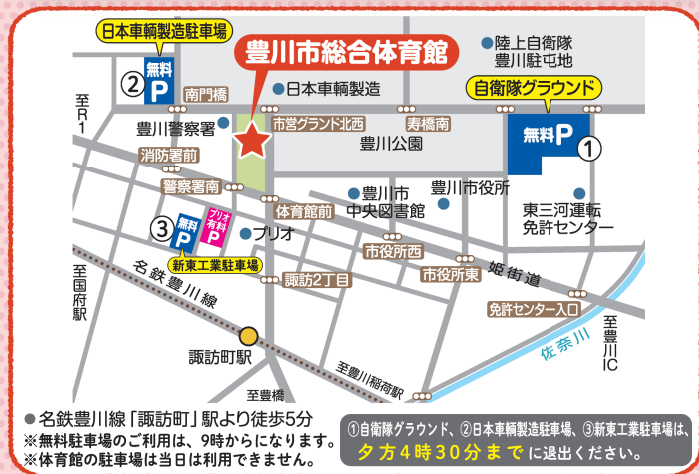 日本車輌製造駐車場
②
無料
P
豊川市総合体育館
陸上自衛隊
豊川駐屯地
日本車輌製造
自衛隊グラウンド
至R1
南門橋
豊川警察署
市営グランド北西
寿橋南
豊川公園
無料P
①
消防署前
警察署南
体育館前
豊川市
中央図書館
豊川市役所
東三河運転
免許センター
③
無料
P
プリオ
有料
P
プリオ
新東工業駐車場
市役所西
市役所東
姫街道
諏訪2丁目
免許センター入口
至国府駅
名鉄豊川線
至豊川IC
佐奈川
諏訪町駅
至豊川稲荷駅
至豊橋
●名鉄豊川線「諏訪町」駅より徒歩5分
※無料駐車場のご利用は、9時からになります。
※体育館の駐車場は当日は利用できません。
①自衛隊グラウンド、②日本車輌製造駐車場、③新東工業駐車場は、
夕方4時30分までに退出ください。